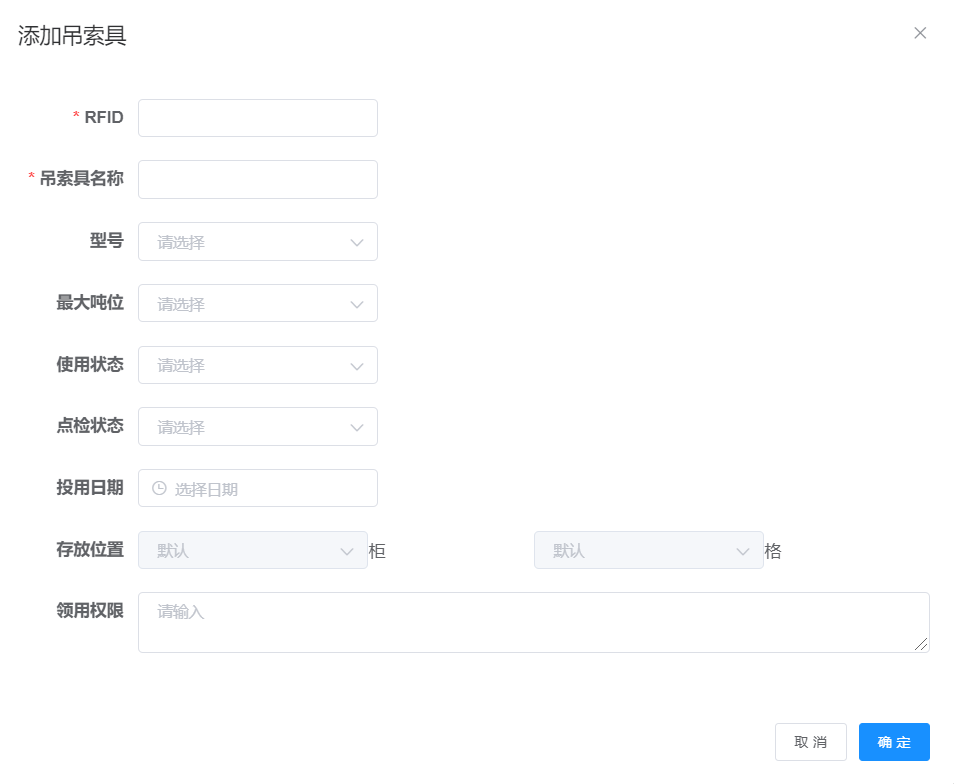 添加吊索具
* RFID
* 吊索具名称
型号 请选择
最大吨位 请选择
使用状态 请选择
点检状态 请选择
投用日期 选择日期
存放位置 默认 柜 默认 格
领用权限 请输入
取消 确定